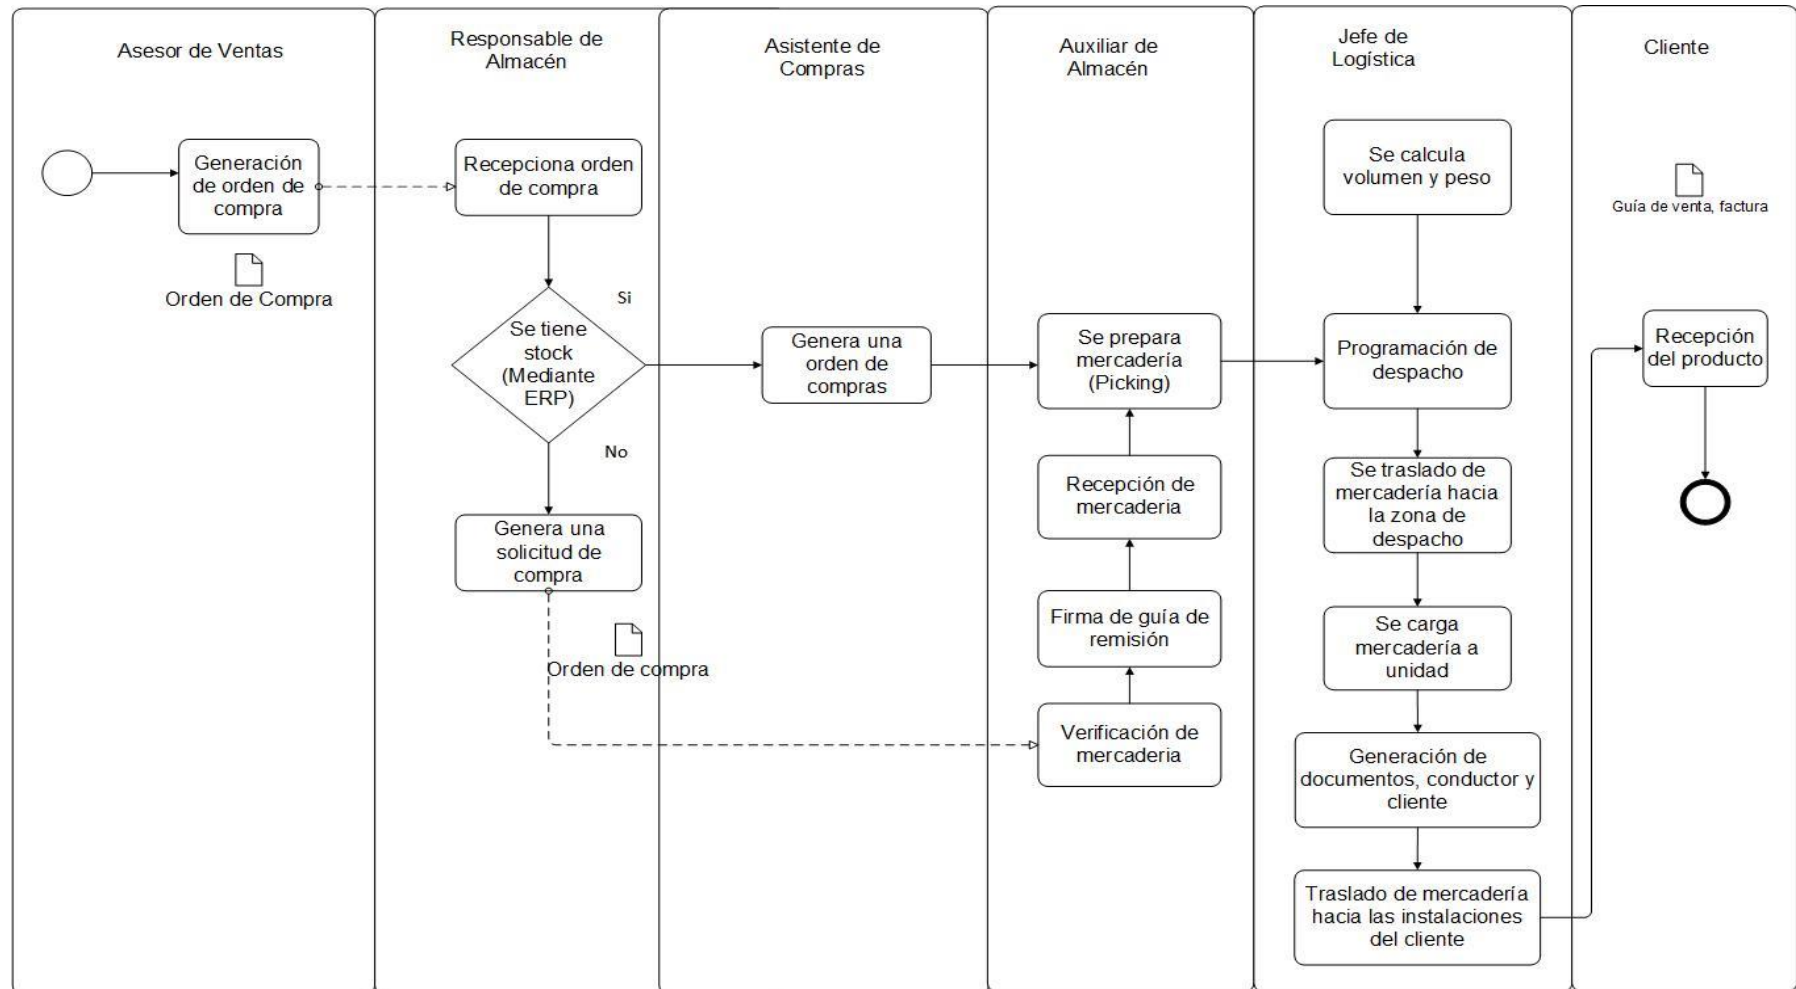 Asesor de Ventas
Responsable de
Almacén
Asistente de
Compras
Auxiliar de
Almacén
Jefe de
Logística
Cliente
Generación
de orden de
compra
Orden de Compra
Recepciona orden
de compra
Si
Se tiene
stock
(Mediante
ERP)
No
Genera una
solicitud de
compra
Orden de compra
Genera una
orden de
compras
Se prepara
mercadería
(Picking)
Recepción de
mercaderia
Firma de guía de
remisión
Verificación de
mercaderia
Se calcula
volumen y peso
Programación de
despacho
Se traslado de
mercadería hacia
la zona de
despacho
Se carga
mercadería a
unidad
Generación de
documentos, conductor y
cliente
Traslado de mercadería
hacia las instalaciones
del cliente
Guía de venta, factura
Recepción
del producto